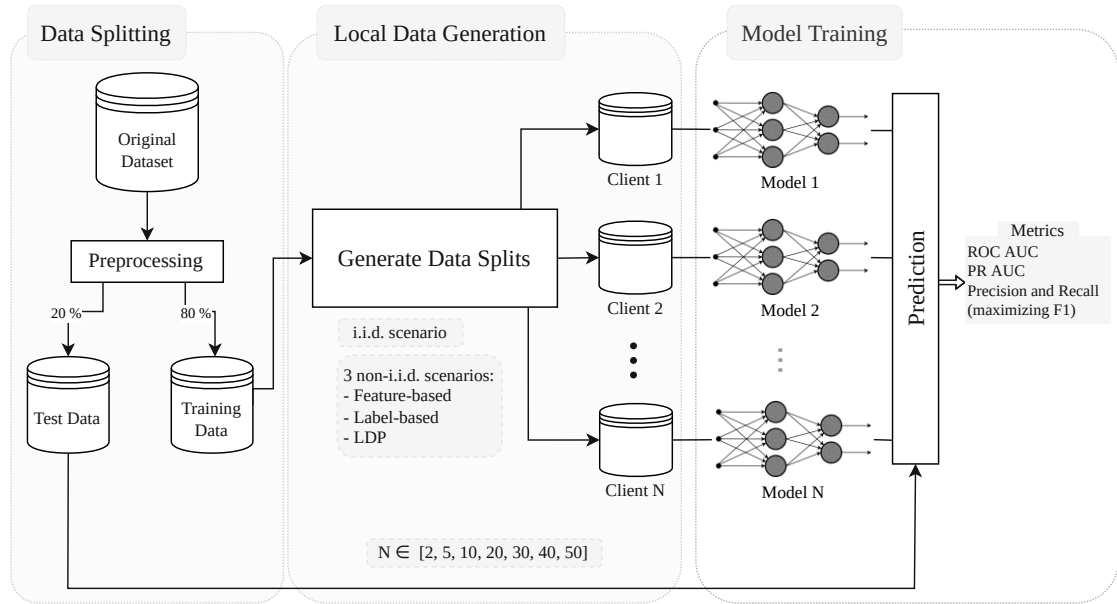 Data Splitting
Local Data Generation
Model Training
Original
Dataset
Preprocessing
20 %
80 %
Test Data
Training
Data
Generate Data Splits
i.i.d. scenario
3 non-i.i.d. scenarios:
- Feature-based
- Label-based
- LDP
N ∈ [2, 5, 10, 20, 30, 40, 50]
Client 1
Client 2
Client N
Model 1
Model 2
Model N
Prediction
Metrics
ROC AUC
PR AUC
Precision and Recall
(maximizing F1)